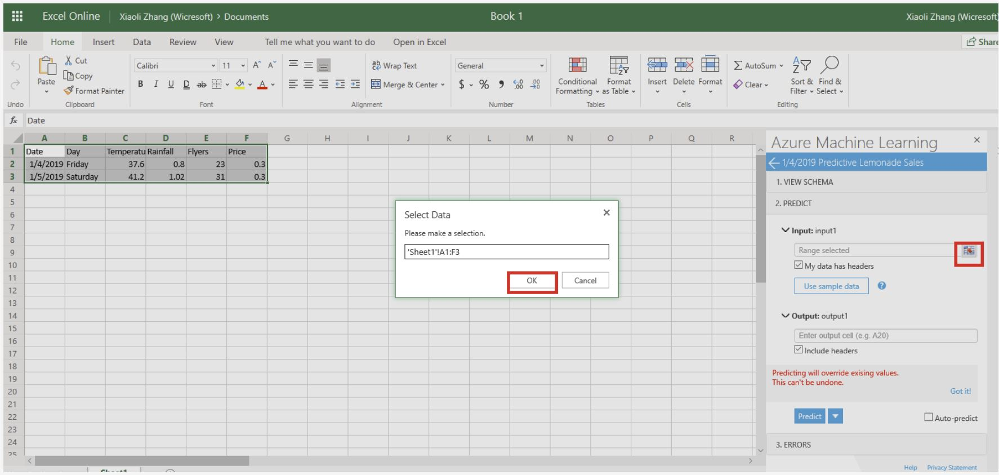 Excel Online Xiaoli Zhang (Wicresoft) > Documents Book 1 Xiaoli Zhang (Wicresoft)
File Home Insert Data Review View Tell me what you want to do Open in Excel Share
Cut
Copy
Format Painter
Paste
Undo
Clipboard
Calibri 11
B I U D ab
Font
Wrap Text
Merge & Center
Alignment
General
$ % 
Number
Conditional Formatting
Format as Table
Tables
Insert Delete Format
Cells
AutoSum
Clear
Sort & Filter
Find & Select
Editing
fx Date
A B C D E F G H I J K L M N O P Q R
1 Date Day Temperatu Rainfall Flyers Price
2 1/4/2019 Friday 37.6 0.8 23 0.3
3 1/5/2019 Saturday 41.2 1.02 31 0.3
4
5
6
7
8
9
10
11
12
13
14
15
16
17
18
19
20
21
22
23
24
25
Sheet1
Select Data
Please make a selection.
'Sheet1'!A1:F3
OK Cancel
Azure Machine Learning
1/4/2019 Predictive Lemonade Sales
1. VIEW SCHEMA
2. PREDICT
Input: input1
Range selected
My data has headers
Use sample data ?
Output: output1
Enter output cell (e.g. A20)
Include headers
Predicting will override exising values.
This can't be undone.
Got it!
Predict Auto-predict
3. ERRORS
Help Privacy Statement